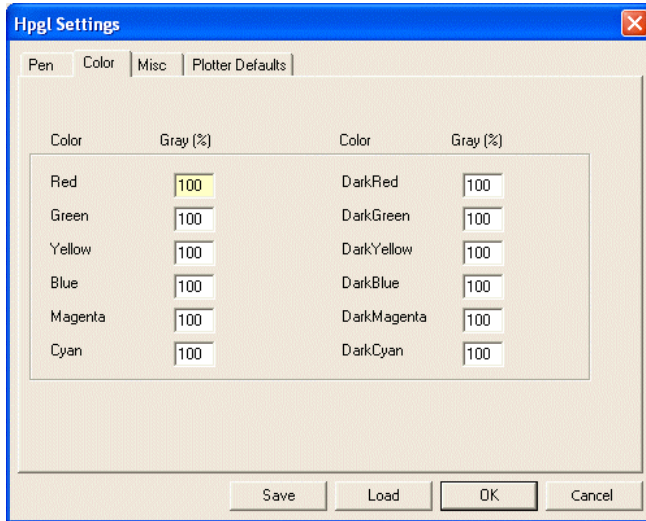 Hpgl Settings
Pen Color Misc Plotter Defaults
Color Gray (%) Color Gray (%)
Red 100 DarkRed 100
Green 100 DarkGreen 100
Yellow 100 DarkYellow 100
Blue 100 DarkBlue 100
Magenta 100 DarkMagenta 100
Cyan 100 DarkCyan 100
Save Load OK Cancel